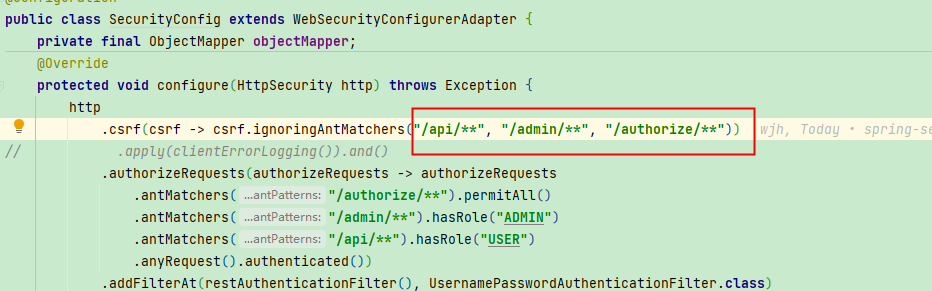 public class SecurityConfig extends WebSecurityConfigurerAdapter {
private final ObjectMapper objectMapper;
@Override
protected void configure(HttpSecurity http) throws Exception {
http
.csrf(csrf -> csrf.ignoringAntMatchers("/api/**", "/admin/**", "/authorize/**")) wjh, Today • spring-se
// .apply(clientErrorLogging()).and()
.authorizeRequests(authorizeRequests -> authorizeRequests
.antMatchers( ...antPatterns: "/authorize/**").permitAll()
.antMatchers( ...antPatterns: "/admin/**").hasRole("ADMIN")
.antMatchers( ...antPatterns: "/api/**").hasRole("USER")
.anyRequest().authenticated())
.addFilterAt(restAuthenticationFilter(), UsernamePasswordAuthenticationFilter.class)